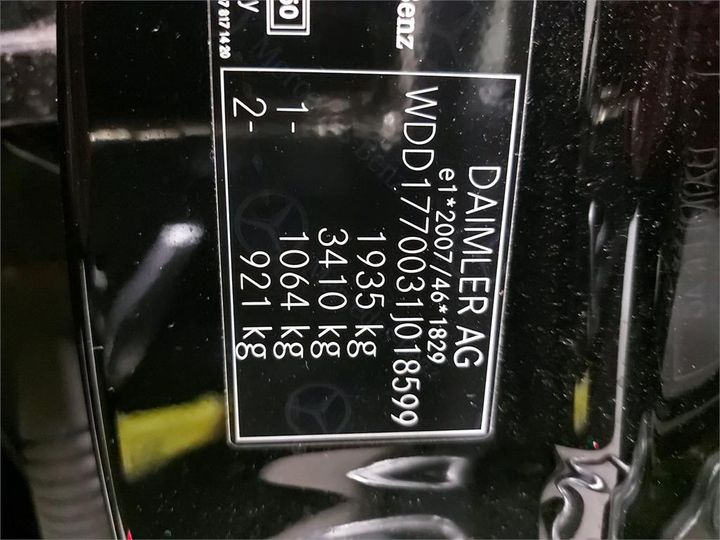 DAIMLER AG
e1*2007/46*1829
WDD1770031J018599
1935 kg
3410 kg
1- 1064 kg
2- 921 kg